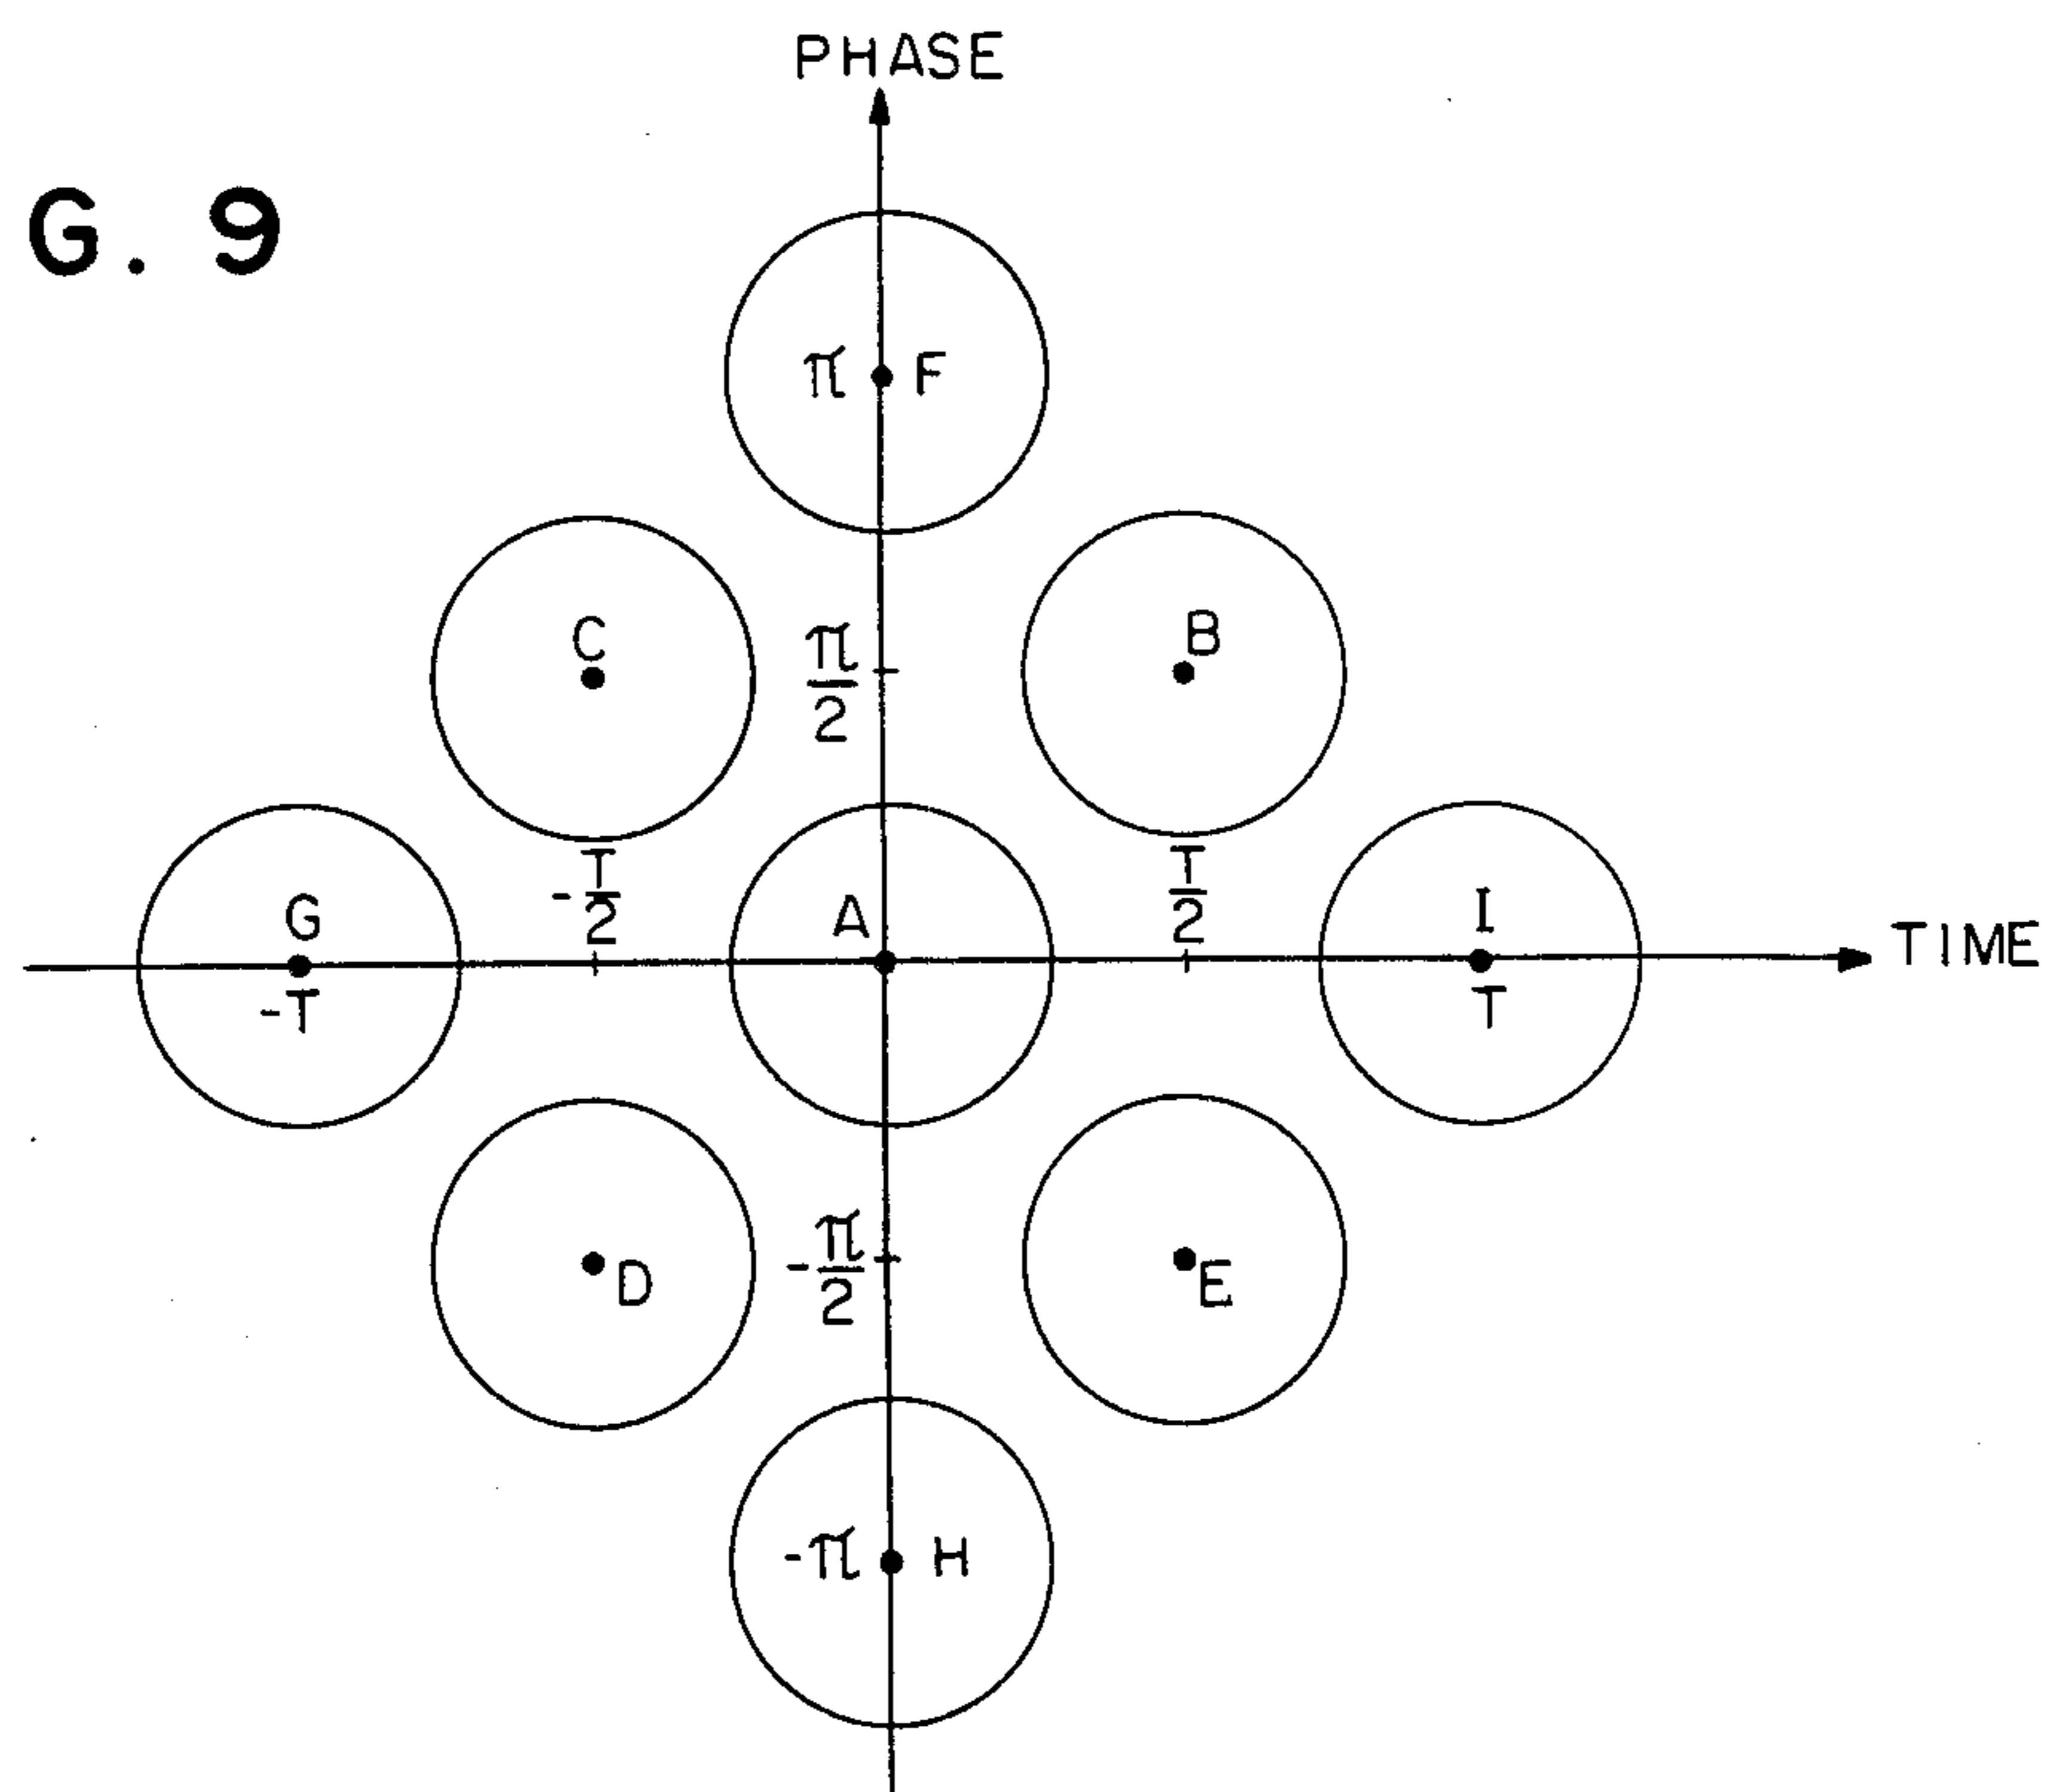 PHASE
G. 9
π F
C
π/2
B
-T/2
T/2
G
A
I
TIME
-T
T
-π/2
D
E
-π H